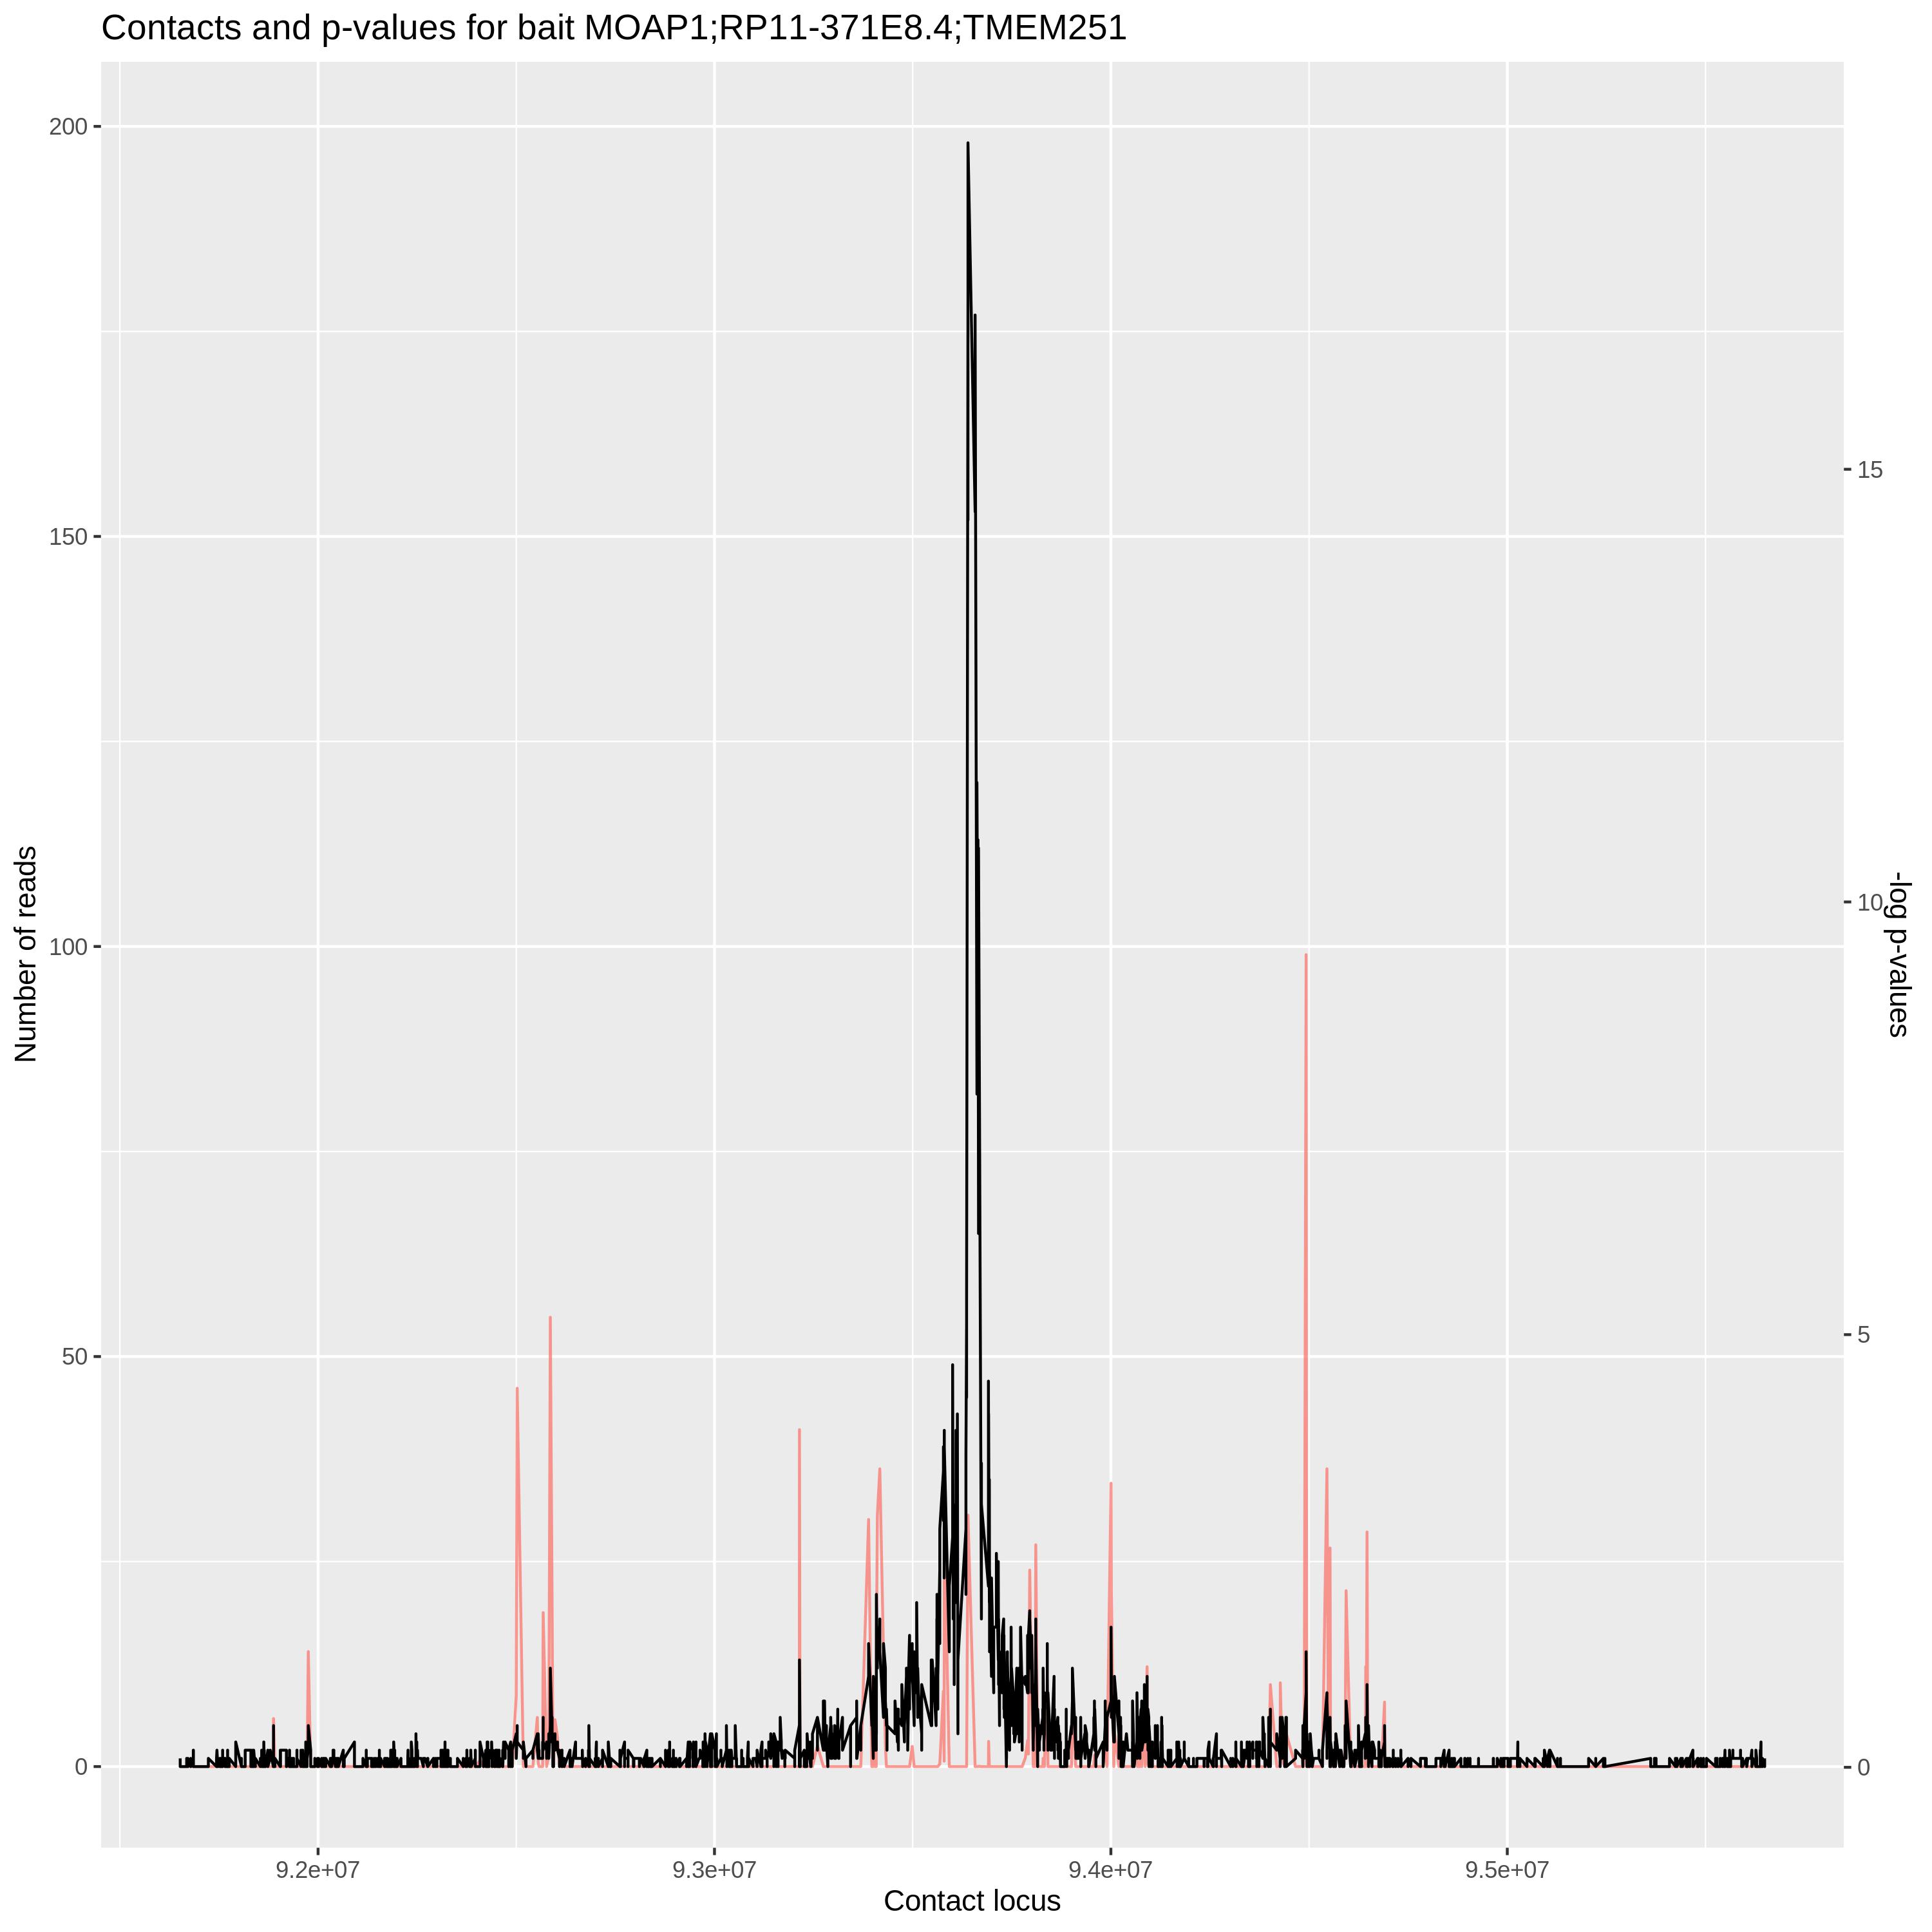 Contacts and p-values for bait MOAP1;RP11-371E8.4;TMEM251
200
150
100
50
0
Number of reads
15
10
5
0
-log p-values
9.2e+07
9.3e+07
9.4e+07
9.5e+07
Contact locus